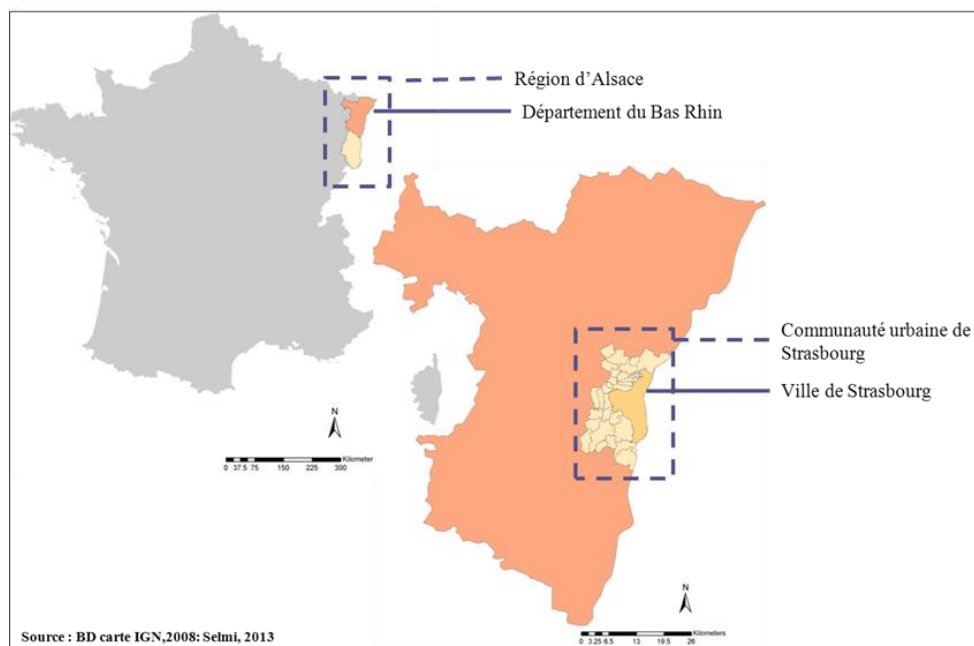 Région d'Alsace
Département du Bas Rhin
Communauté urbaine de
Strasbourg
Ville de Strasbourg
N
Kilometer
0 37.5 75 150 225 300
N
Kilometers
0 3.25 6.5 13 19.5 26
Source : BD carte IGN,2008: Selmi, 2013